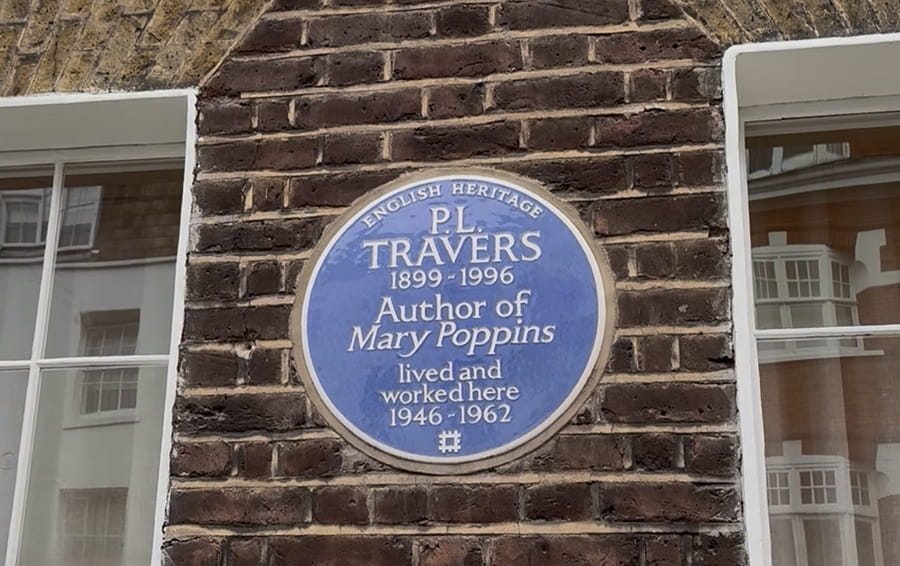 ENGLISH HERITAGE
P.L.
TRAVERS
1899-1996
Author of
Mary Poppins
lived and
worked here
1946-1962